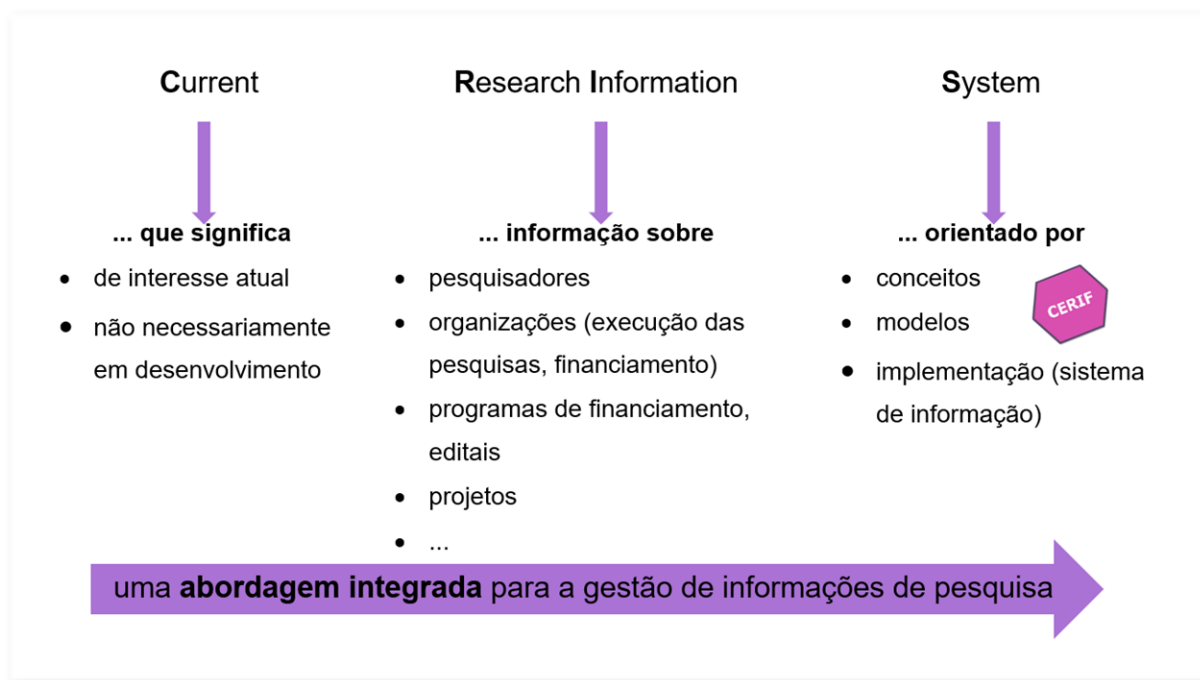 Current
... que significa
• de interesse atual
• não necessariamente
em desenvolvimento
Research Information
... informação sobre
• pesquisadores
• organizações (execução das
pesquisas, financiamento)
• programas de financiamento,
editais
• projetos
• ...
System
... orientado por
• conceitos
• modelos
• implementação (sistema
de informação)
CERIF
uma abordagem integrada para a gestão de informações de pesquisa